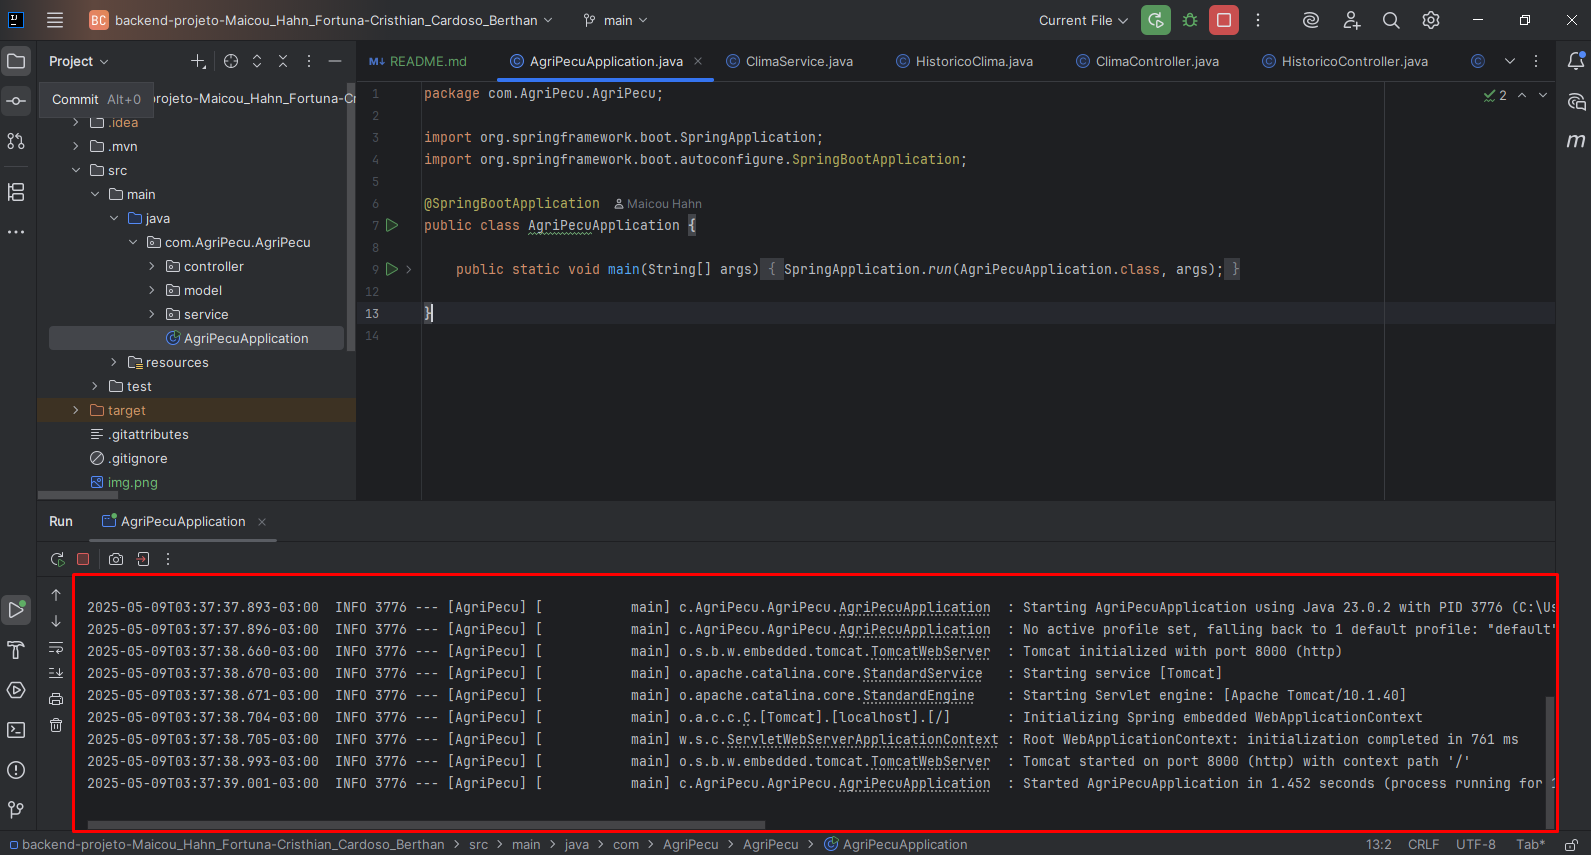 BC backend-projeto-Maicou_Hahn_Fortuna-Cristhian_Cardoso_Berthan main Current File
Project
README.md AgriPecuApplication.java ClimaService.java HistoricoClima.java ClimaController.java HistoricoController.java
Commit Alt+0
projeto-Maicou_Hahn_Fortuna-Cr
.idea
.mvn
src
main
java
com.AgriPecu.AgriPecu
controller
model
service
AgriPecuApplication
resources
test
target
.gitattributes
.gitignore
img.png
2
1 package com.AgriPecu.AgriPecu;
2
3 import org.springframework.boot.SpringApplication;
4 import org.springframework.boot.autoconfigure.SpringBootApplication;
5
6 @SpringBootApplication Maicou Hahn
7 public class AgriPecuApplication {
8
9 public static void main(String[] args) { SpringApplication.run(AgriPecuApplication.class, args); }
12
13 }
14
Run AgriPecuApplication
2025-05-09T03:37:37.893-03:00 INFO 3776 --- [AgriPecu] [ main] c.AgriPecu.AgriPecu.AgriPecuApplication : Starting AgriPecuApplication using Java 23.0.2 with PID 3776 (C:\Us
2025-05-09T03:37:37.896-03:00 INFO 3776 --- [AgriPecu] [ main] c.AgriPecu.AgriPecu.AgriPecuApplication : No active profile set, falling back to 1 default profile: "default"
2025-05-09T03:37:38.660-03:00 INFO 3776 --- [AgriPecu] [ main] o.s.b.w.embedded.tomcat.TomcatWebServer : Tomcat initialized with port 8000 (http)
2025-05-09T03:37:38.670-03:00 INFO 3776 --- [AgriPecu] [ main] o.apache.catalina.core.StandardService : Starting service [Tomcat]
2025-05-09T03:37:38.671-03:00 INFO 3776 --- [AgriPecu] [ main] o.apache.catalina.core.StandardEngine : Starting Servlet engine: [Apache Tomcat/10.1.40]
2025-05-09T03:37:38.704-03:00 INFO 3776 --- [AgriPecu] [ main] o.a.c.c.C.[Tomcat].[localhost].[/] : Initializing Spring embedded WebApplicationContext
2025-05-09T03:37:38.705-03:00 INFO 3776 --- [AgriPecu] [ main] w.s.c.ServletWebServerApplicationContext : Root WebApplicationContext: initialization completed in 761 ms
2025-05-09T03:37:38.993-03:00 INFO 3776 --- [AgriPecu] [ main] o.s.b.w.embedded.tomcat.TomcatWebServer : Tomcat started on port 8000 (http) with context path '/'
2025-05-09T03:37:39.001-03:00 INFO 3776 --- [AgriPecu] [ main] c.AgriPecu.AgriPecu.AgriPecuApplication : Started AgriPecuApplication in 1.452 seconds (process running for
backend-projeto-Maicou_Hahn_Fortuna-Cristhian_Cardoso_Berthan > src > main > java > com > AgriPecu > AgriPecu > AgriPecuApplication 13:2 CRLF UTF-8 Tab*